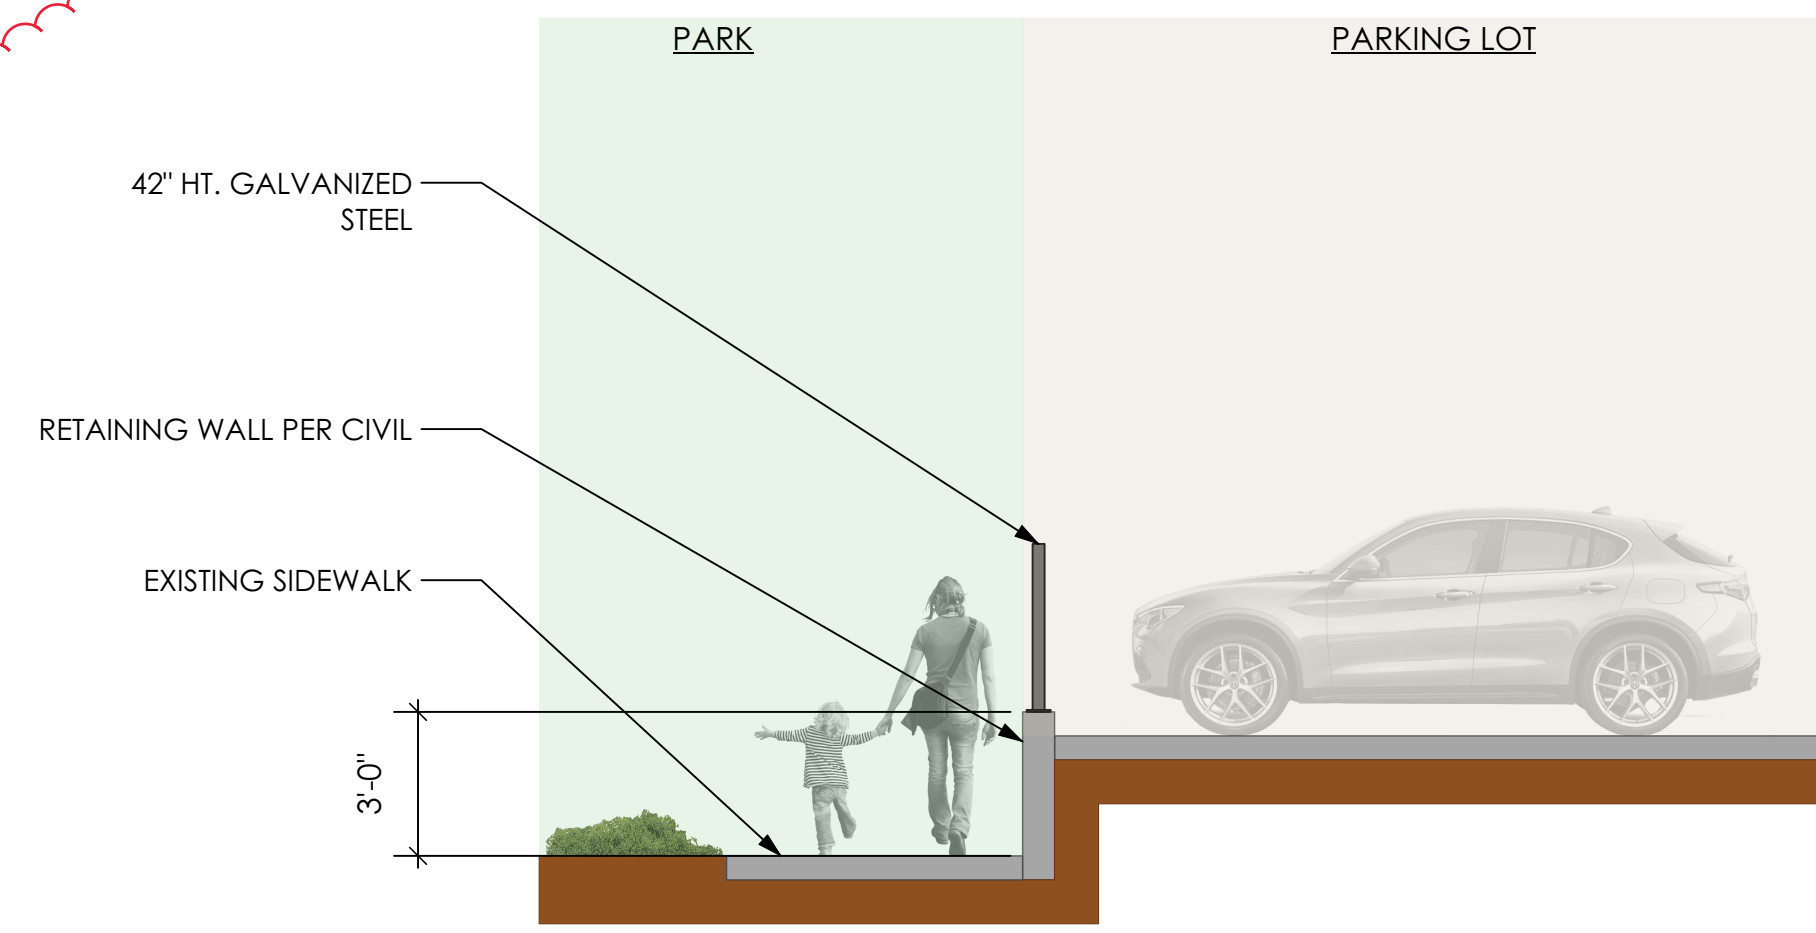 PARK
PARKING LOT
42" HT. GALVANIZED
STEEL
RETAINING WALL PER CIVIL
EXISTING SIDEWALK
3'-0"